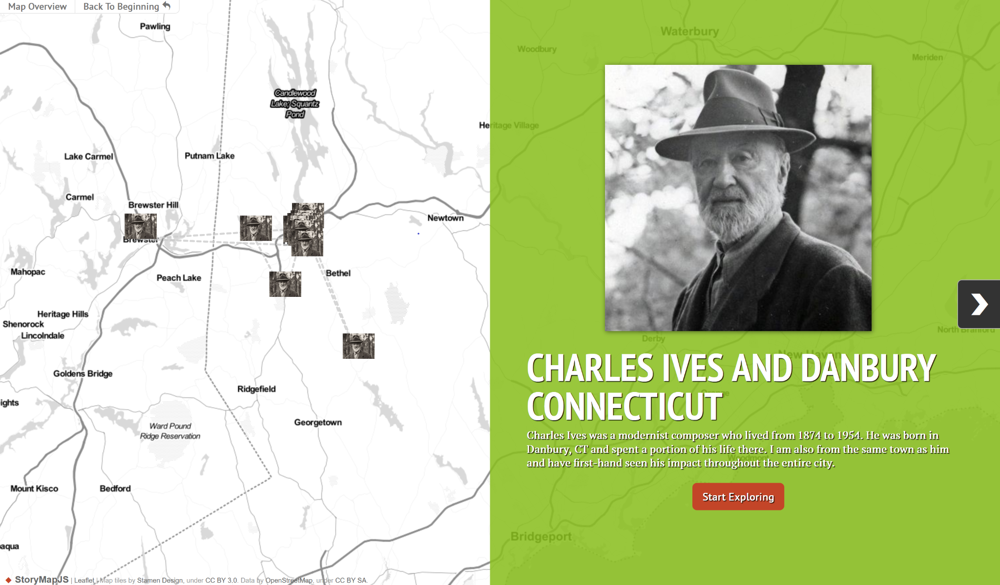 Map Overview
Back To Beginning
Pawling
Candlewood
Lake; Squantz
Pond
Lake Carmel
Putnam Lake
Carmel
Brewster Hill
Brewster
Newtown
Mahopac
Peach Lake
Bethel
Heritage Hills
Shenorock
Lincolndale
Goldens Bridge
Ridgefield
ights
Georgetown
Ward Pound
Ridge Reservation
Mount Kisco
Bedford
paqua
StoryMapJS | Leaflet | Map tiles by Stamen Design, under CC BY 3.0. Data by OpenStreetMap, under CC BY SA.
Waterbury
Woodbury
Meriden
Heritage Village
Derby
North Branford
New Haven
CHARLES IVES AND DANBURY
CONNECTICUT
Orange
Charles Ives was a modernist composer who lived from 1874 to 1954. He was born in
Danbury, CT and spent a portion of his life there. I am also from the same town as him
and have first-hand seen his impact throughout the entire city.
Woodmont
Start Exploring
Bridgeport